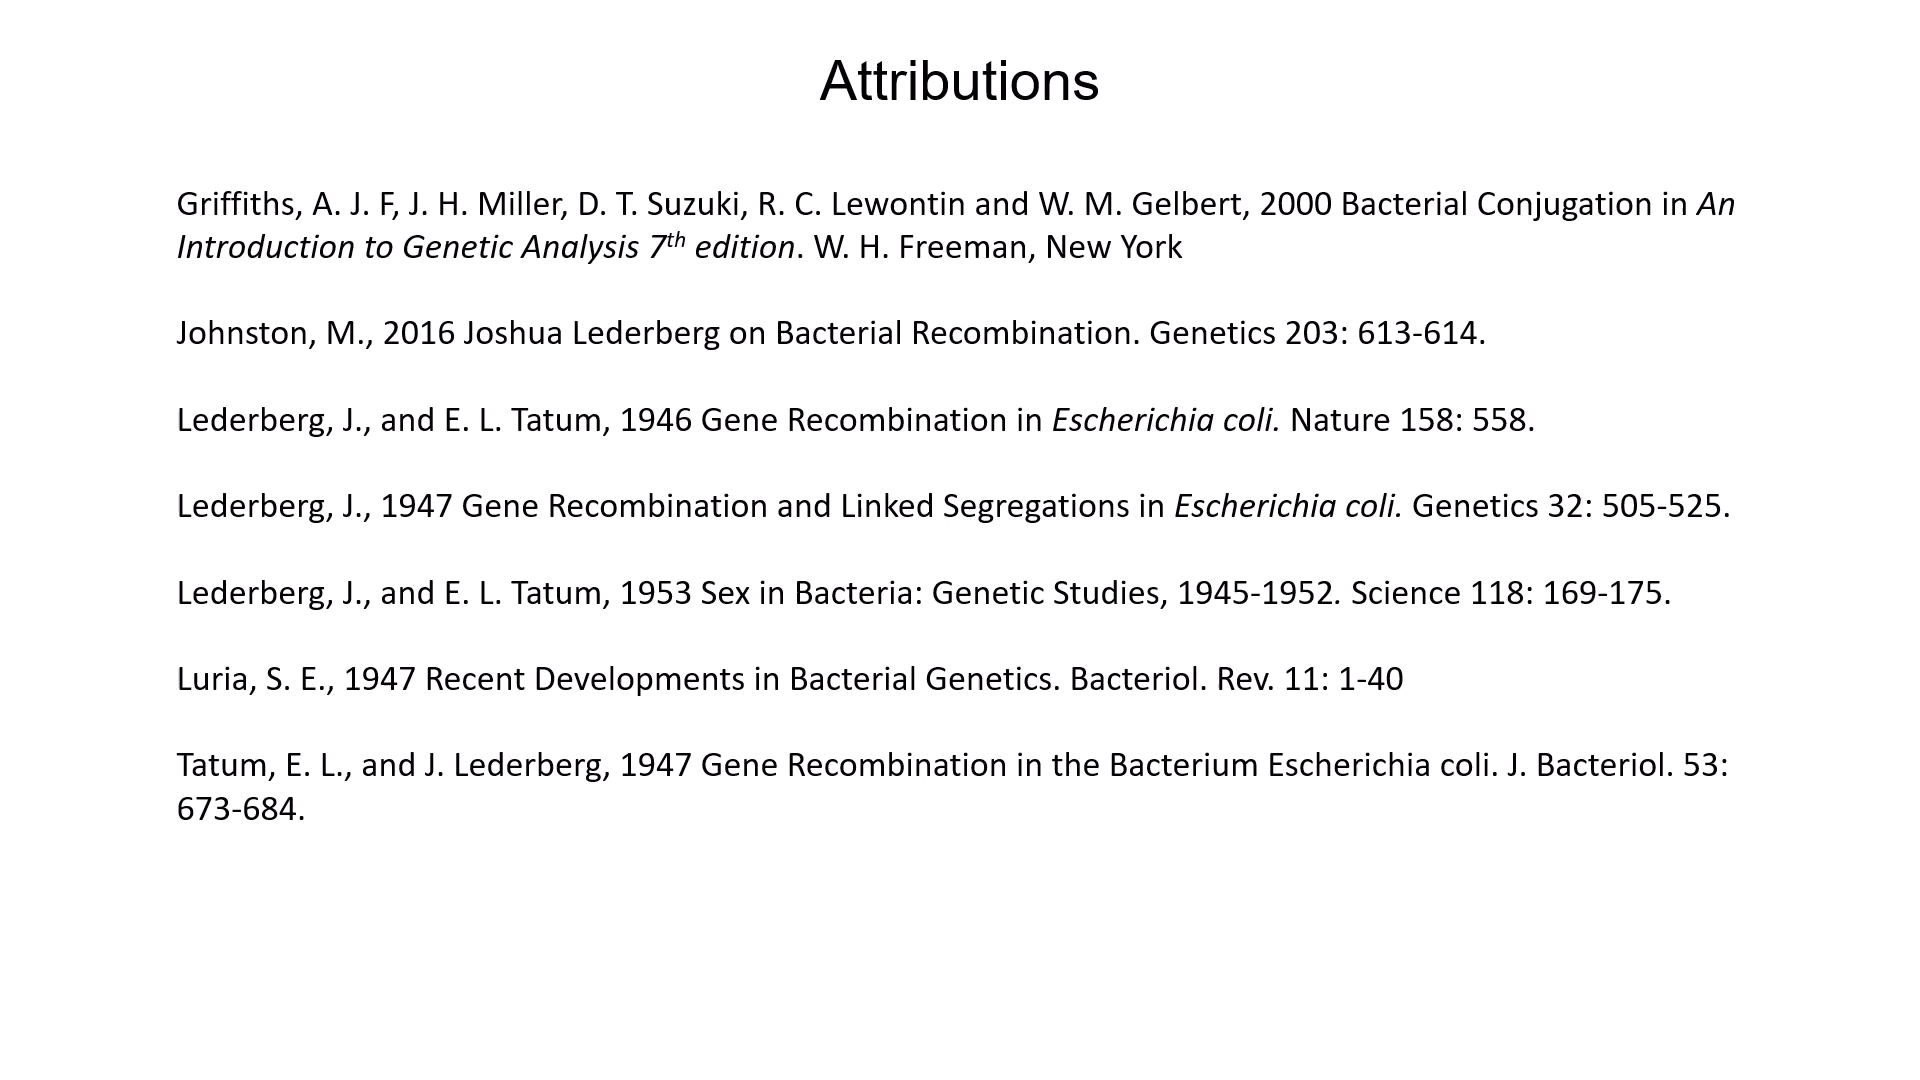 Attributions
Griffiths, A. J. F, J. H. Miller, D. T. Suzuki, R. C. Lewontin and W. M. Gelbert, 2000 Bacterial Conjugation in An
Introduction to Genetic Analysis 7th edition. W. H. Freeman, New York
Johnston, M., 2016 Joshua Lederberg on Bacterial Recombination. Genetics 203: 613-614.
Lederberg, J., and E. L. Tatum, 1946 Gene Recombination in Escherichia coli. Nature 158: 558.
Lederberg, J., 1947 Gene Recombination and Linked Segregations in Escherichia coli. Genetics 32: 505-525.
Lederberg, J., and E. L. Tatum, 1953 Sex in Bacteria: Genetic Studies, 1945-1952. Science 118: 169-175.
Luria, S. E., 1947 Recent Developments in Bacterial Genetics. Bacteriol. Rev. 11: 1-40
Tatum, E. L., and J. Lederberg, 1947 Gene Recombination in the Bacterium Escherichia coli. J. Bacteriol. 53:
673-684.